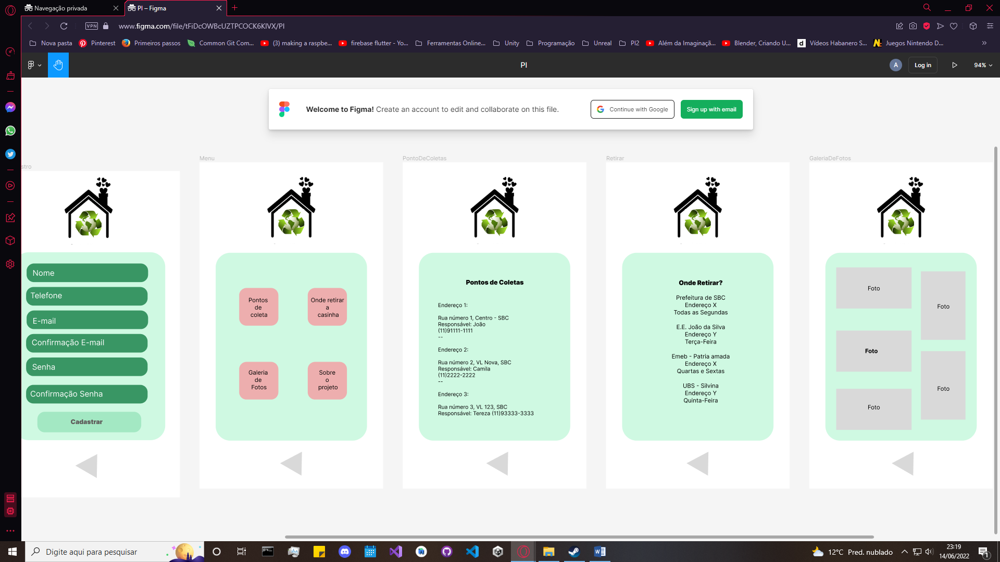 Navegação privada
PI – Figma
VPN
www.figma.com/file/tFiDcOWBcUZTPCOCK6KIVX/PI
Nova pasta
Pinterest
Primeiros passos
Common Git Com...
(3) making a raspbe...
firebase flutter - Yo...
Ferramentas Online...
Unity
Programação
Unreal
PI2
Além da Imaginaçã...
Blender, Criando U...
Vídeos Habanero S...
Juegos Nintendo D...
PI
A
Log in
94%
Welcome to Figma! Create an account to edit and collaborate on this file.
Continue with Google
Sign up with email
stro
Nome
Telefone
E-mail
Confirmação E-mail
Senha
Confirmação Senha
Cadastrar
Menu
Pontos
de
coleta
Onde retirar
a
casinha
Galeria
de
Fotos
Sobre
o
projeto
PontoDeColetas
Pontos de Coletas
Endereço 1:
Rua número 1, Centro - SBC
Responsável: João
(11)91111-1111
--
Endereço 2:
Rua número 2, VL Nova, SBC
Responsável: Camila
(11)2222-2222
--
Endereço 3:
Rua número 3, VL 123, SBC
Responsável: Tereza (11)93333-3333
Retirar
Onde Retirar?
Prefeitura de SBC
Endereço X
Todas as Segundas
E.E. João da Silva
Endereço Y
Terça-Feira
Emeb - Patria amada
Endereço X
Quartas e Sextas
UBS - Silvina
Endereço Y
Quinta-Feira
GaleriaDeFotos
Foto
Foto
Foto
Foto
Foto
Digite aqui para pesquisar
12°C Pred. nublado
23:19
14/06/2022
1